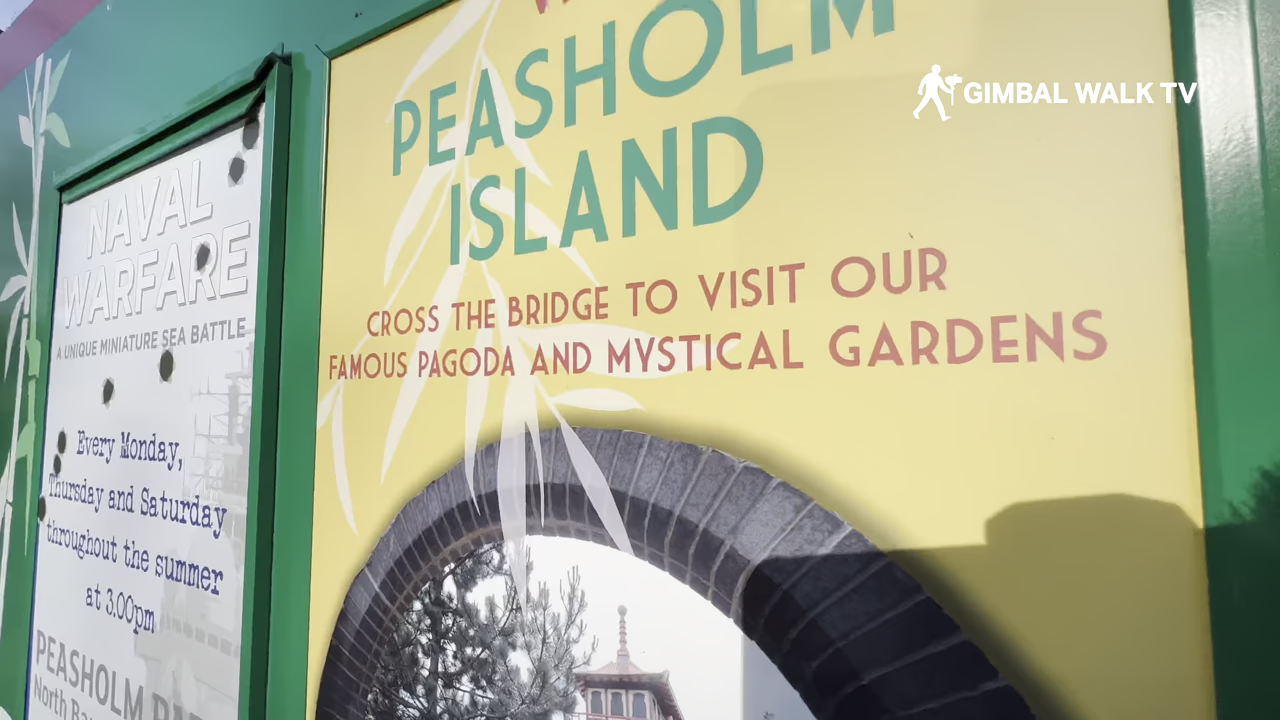 PEASHOLM
ISLAND
CROSS THE BRIDGE TO VISIT OUR
FAMOUS PAGODA AND MYSTICAL GARDENS
GIMBAL WALK TV
NAVAL
WARFARE
A UNIQUE MINIATURE SEA BATTLE
Every Monday,
Thursday and Saturday
throughout the summer
at 3.00pm
PEASHOLM
North